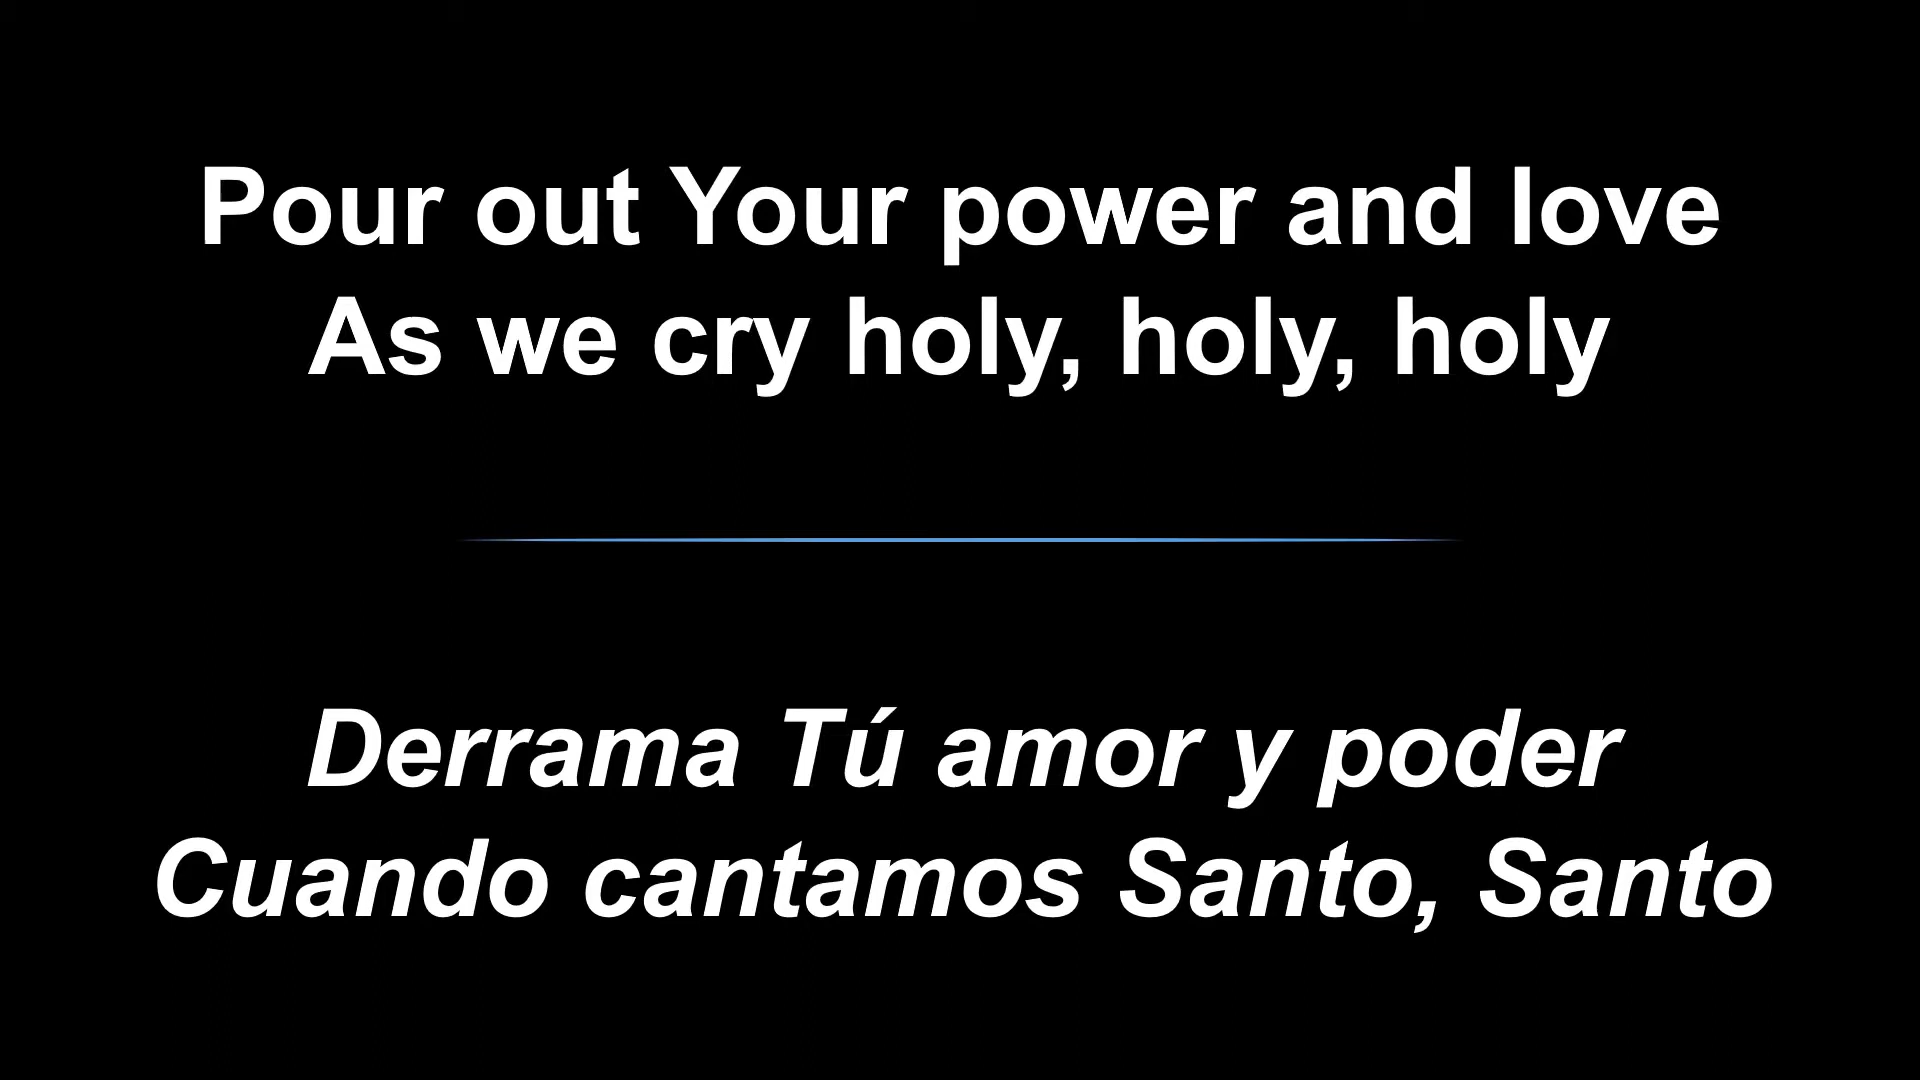 Pour out Your power and love
As we cry holy, holy, holy
Derrama Tú amor y poder
Cuando cantamos Santo, Santo